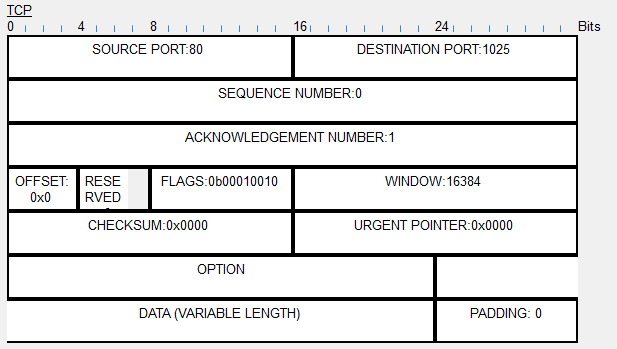 TCP
0 4 8 16 24 Bits
SOURCE PORT:80 DESTINATION PORT:1025
SEQUENCE NUMBER:0
ACKNOWLEDGEMENT NUMBER:1
OFFSET: RESE FLAGS:0b00010010 WINDOW:16384
0x0 RVED
CHECKSUM:0x0000 URGENT POINTER:0x0000
OPTION
DATA (VARIABLE LENGTH) PADDING: 0